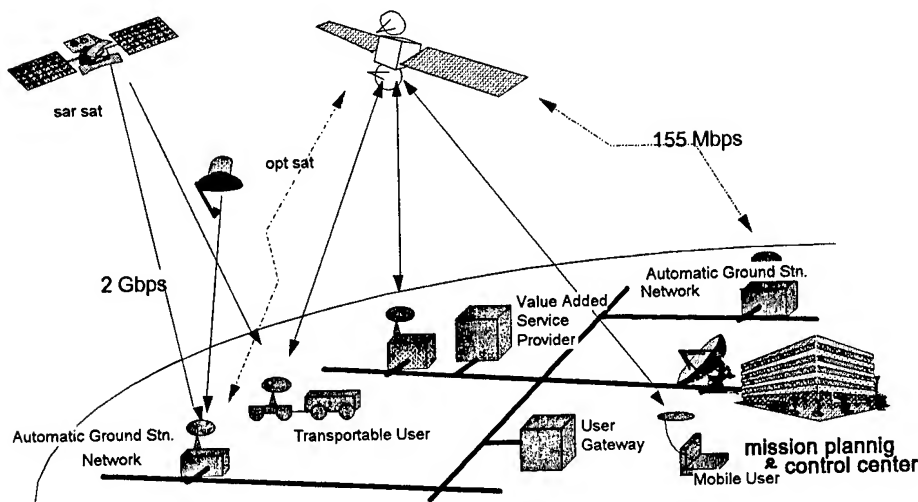 sar sat
opt sat
155 Mbps
2 Gbps
Automatic Ground Stn.
Network
Value Added
Service
Provider
Automatic Ground Stn.
Network
Transportable User
User
Gateway
mission plannig
& control center
Mobile User